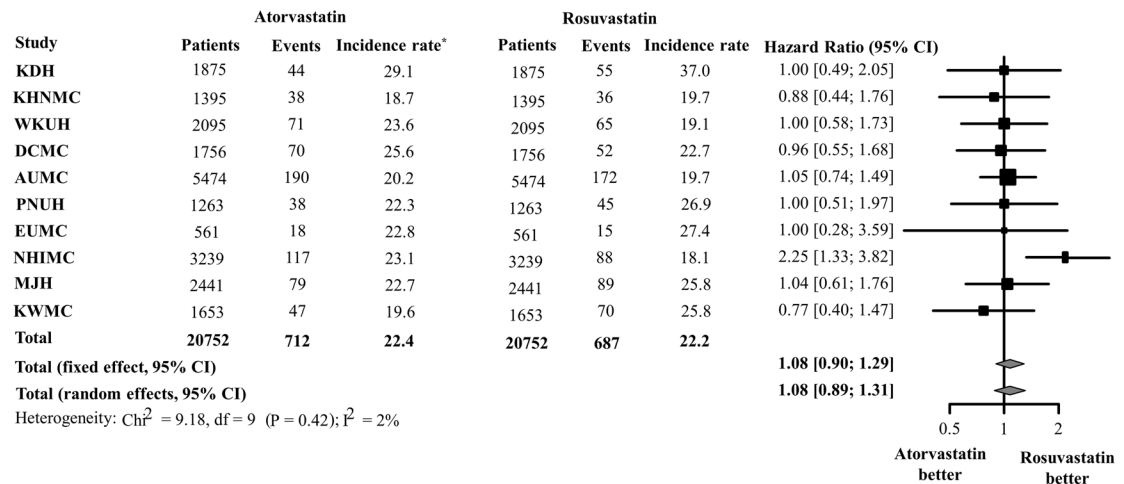 Atorvastatin Rosuvastatin
Study Patients Events Incidence rate* Patients Events Incidence rate Hazard Ratio (95% CI)
KDH 1875 44 29.1 1875 55 37.0 1.00 [0.49; 2.05]
KHNMC 1395 38 18.7 1395 36 19.7 0.88 [0.44; 1.76]
WKUH 2095 71 23.6 2095 65 19.1 1.00 [0.58; 1.73]
DCMC 1756 70 25.6 1756 52 22.7 0.96 [0.55; 1.68]
AUMC 5474 190 20.2 5474 172 19.7 1.05 [0.74; 1.49]
PNUH 1263 38 22.3 1263 45 26.9 1.00 [0.51; 1.97]
EUMC 561 18 22.8 561 15 27.4 1.00 [0.28; 3.59]
NHIMC 3239 117 23.1 3239 88 18.1 2.25 [1.33; 3.82]
MJH 2441 79 22.7 2441 89 25.8 1.04 [0.61; 1.76]
KWMC 1653 47 19.6 1653 70 25.8 0.77 [0.40; 1.47]
Total 20752 712 22.4 20752 687 22.2
Total (fixed effect, 95% CI) 1.08 [0.90; 1.29]
Total (random effects, 95% CI) 1.08 [0.89; 1.31]
Heterogeneity: Chi² = 9.18, df = 9 (P = 0.42); I² = 2%
0.5 1 2
Atorvastatin better Rosuvastatin better